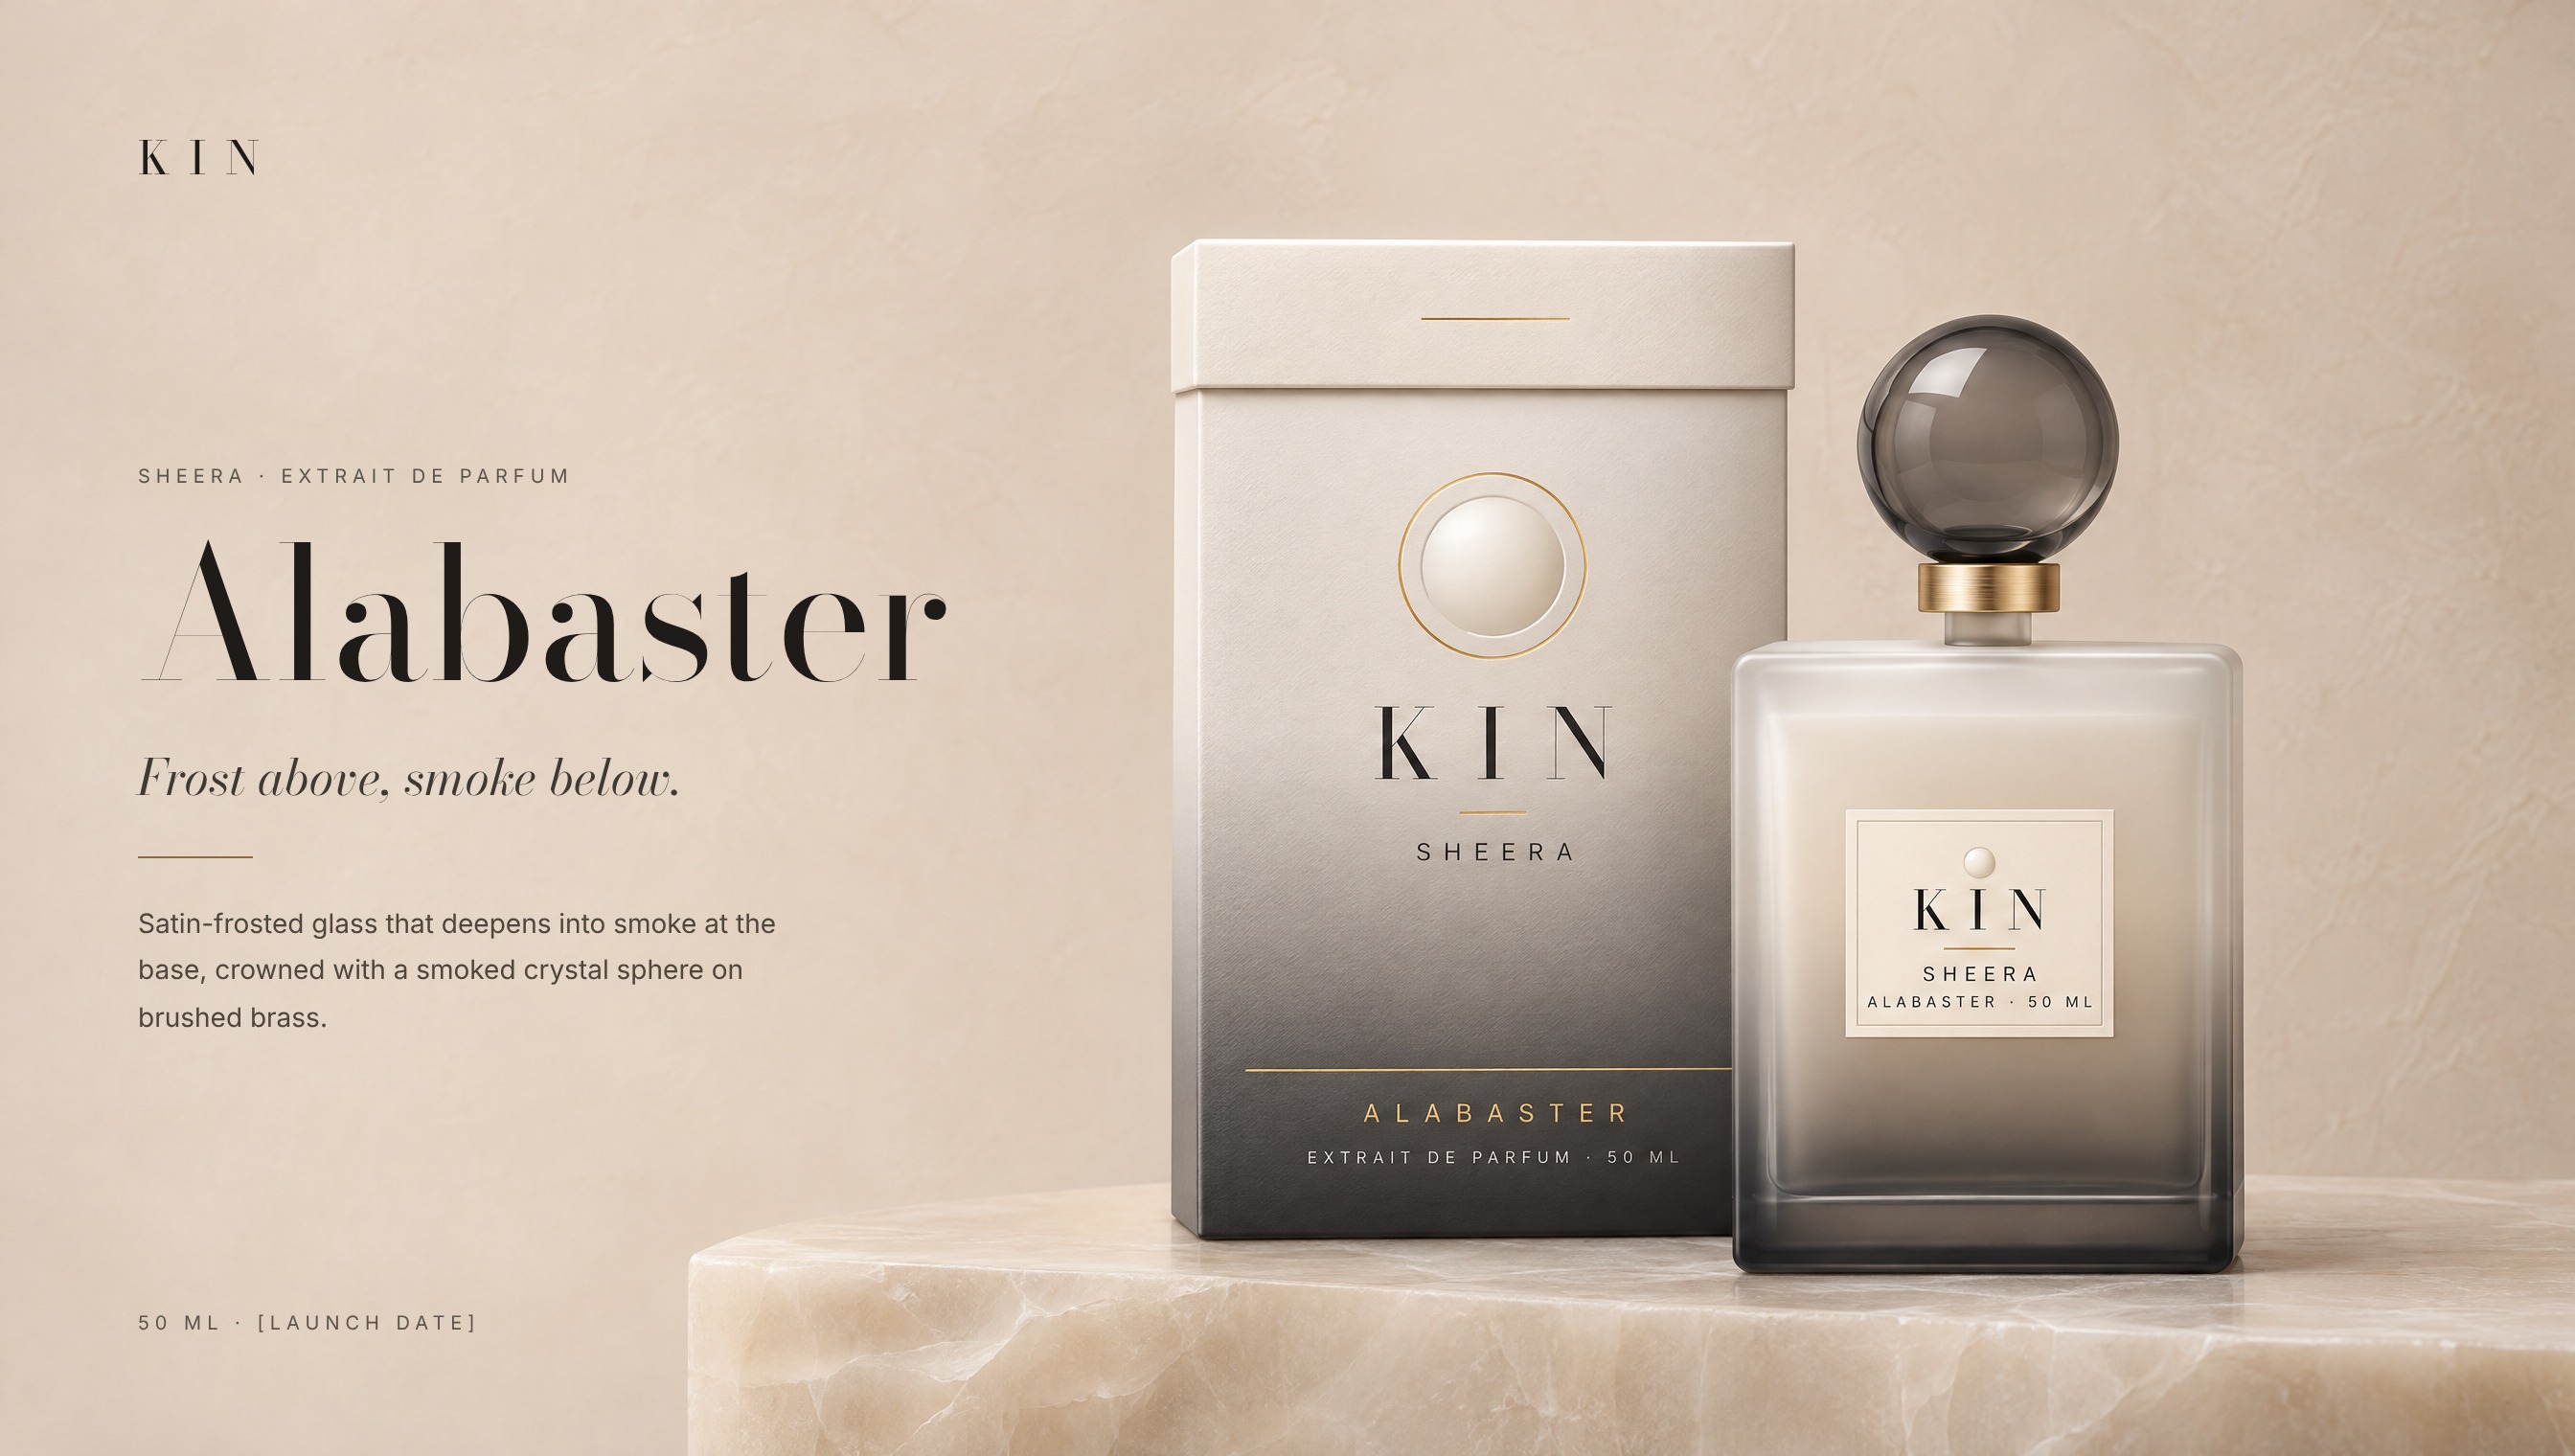 KIN
SHEERA · EXTRAIT DE PARFUM
Alabaster
Frost above, smoke below.
Satin-frosted glass that deepens into smoke at the
base, crowned with a smoked crystal sphere on
brushed brass.
50 ML · [LAUNCH DATE]
KIN
SHEERA
ALABASTER
EXTRAIT DE PARFUM · 50 ML
KIN
SHEERA
ALABASTER · 50 ML